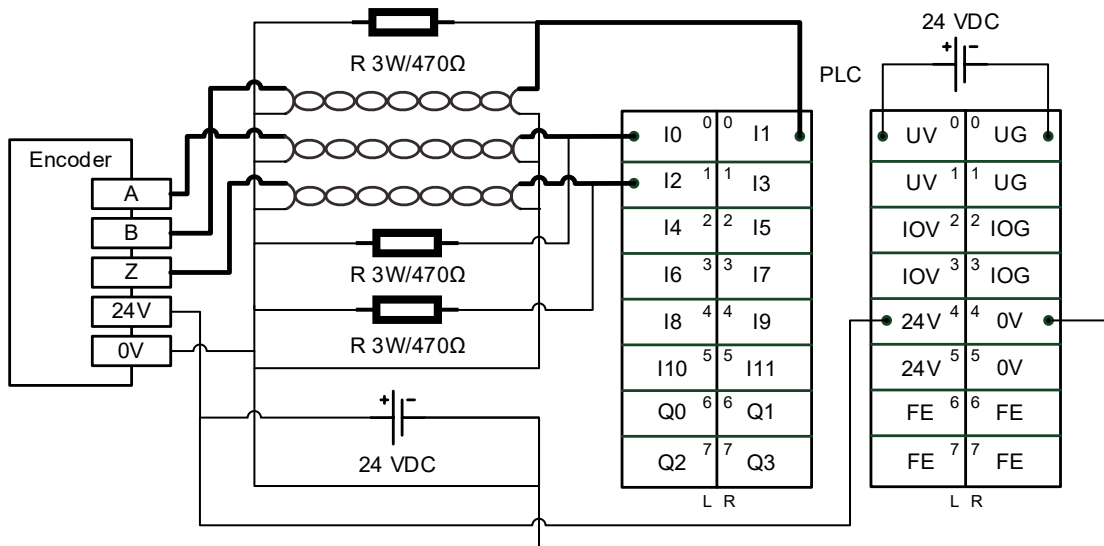 24 VDC
+ -
R 3W/470Ω
PLC
Encoder
A
B
Z
24V
0V
R 3W/470Ω
R 3W/470Ω
+ -
24 VDC
I0 0 0 I1
I2 1 1 I3
I4 2 2 I5
I6 3 3 I7
I8 4 4 I9
I10 5 5 I11
Q0 6 6 Q1
Q2 7 7 Q3
L R
UV 0 0 UG
UV 1 1 UG
IOV 2 2 IOG
IOV 3 3 IOG
24V 4 4 0V
24V 5 5 0V
FE 6 6 FE
FE 7 7 FE
L R